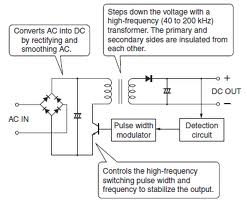 Steps down the voltage with a
high-frequency (40 to 200 kHz)
transformer. The primary and
secondary sides are insulated from
each other.
Converts AC into DC
by rectifying and
smoothing AC.
+
DC OUT
−
AC IN
Pulse width
modulator
Detection
circuit
Controls the high-frequency
switching pulse width and
frequency to stabilize the output.